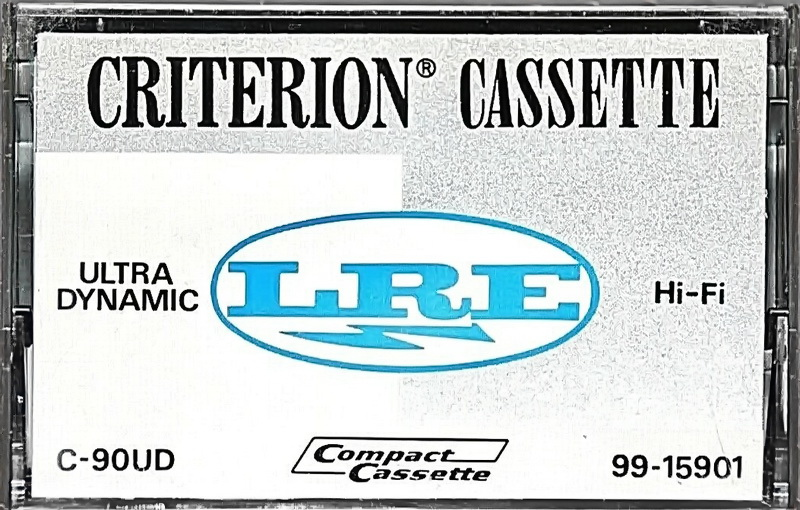 CRITERION® CASSETTE
ULTRA
DYNAMIC
LRE
Hi-Fi
C-90UD
Compact
Cassette
99-15901